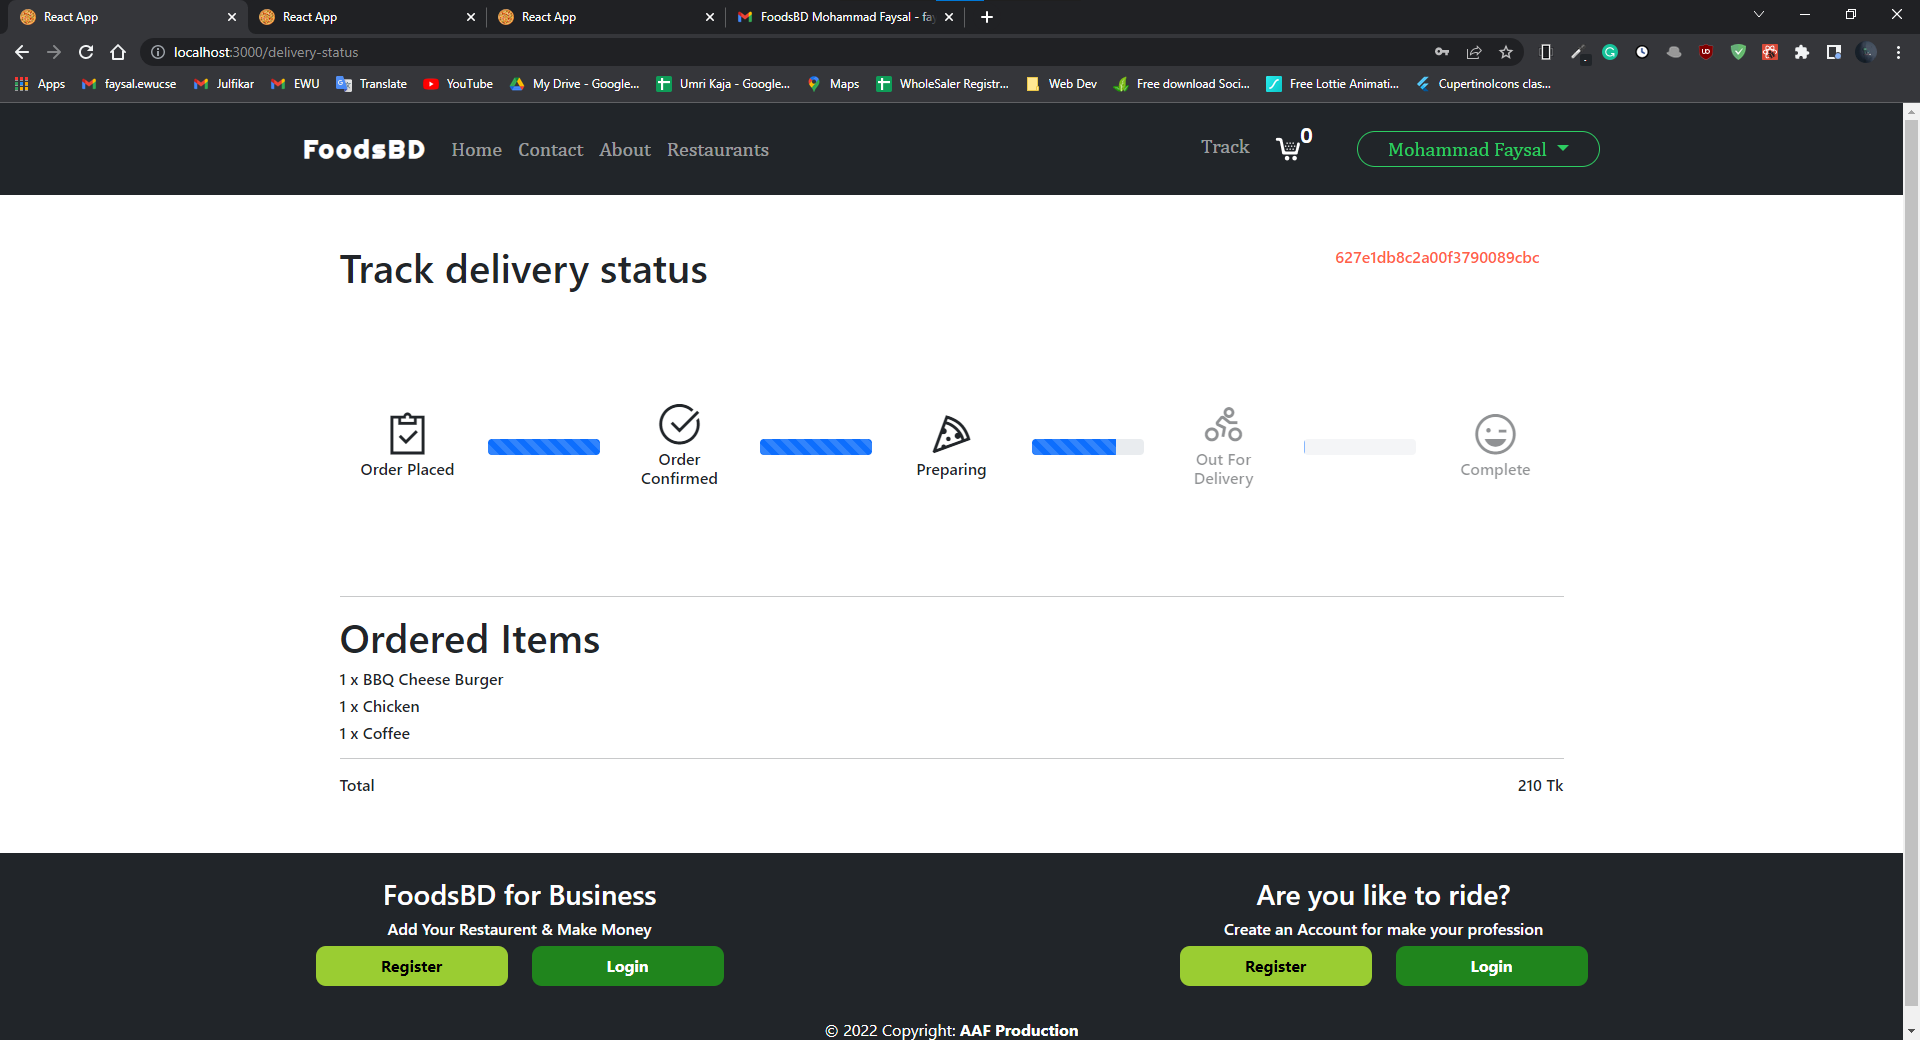 React App
React App
React App
FoodsBD Mohammad Faysal - fa
localhost:3000/delivery-status
Apps
faysal.ewucse
Julfikar
EWU
Translate
YouTube
My Drive - Google...
Umri Kaja - Google...
Maps
WholeSaler Registr...
Web Dev
Free download Soci...
Free Lottie Animati...
CupertinoIcons clas...
FoodsBD
Home
Contact
About
Restaurants
Track
0
Mohammad Faysal
Track delivery status
627e1db8c2a00f3790089cbc
Order Placed
Order
Confirmed
Preparing
Out For
Delivery
Complete
Ordered Items
1 x BBQ Cheese Burger
1 x Chicken
1 x Coffee
Total
210 Tk
FoodsBD for Business
Add Your Restaurent & Make Money
Register
Login
Are you like to ride?
Create an Account for make your profession
Register
Login
© 2022 Copyright: AAF Production